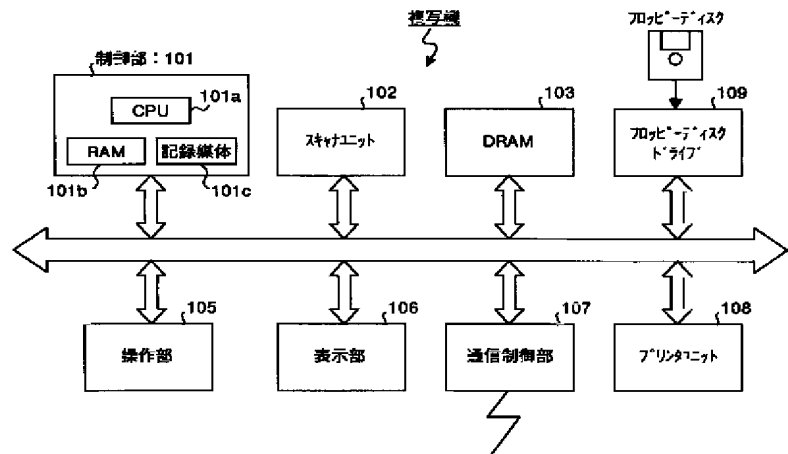 複写機
フロッピーディスク
制御部：101
101a
CPU
RAM
記録媒体
101b
101c
102
スキャナユニット
103
DRAM
109
フロッピーディスク
ドライブ
105
操作部
106
表示部
107
通信制御部
108
プリンタユニット